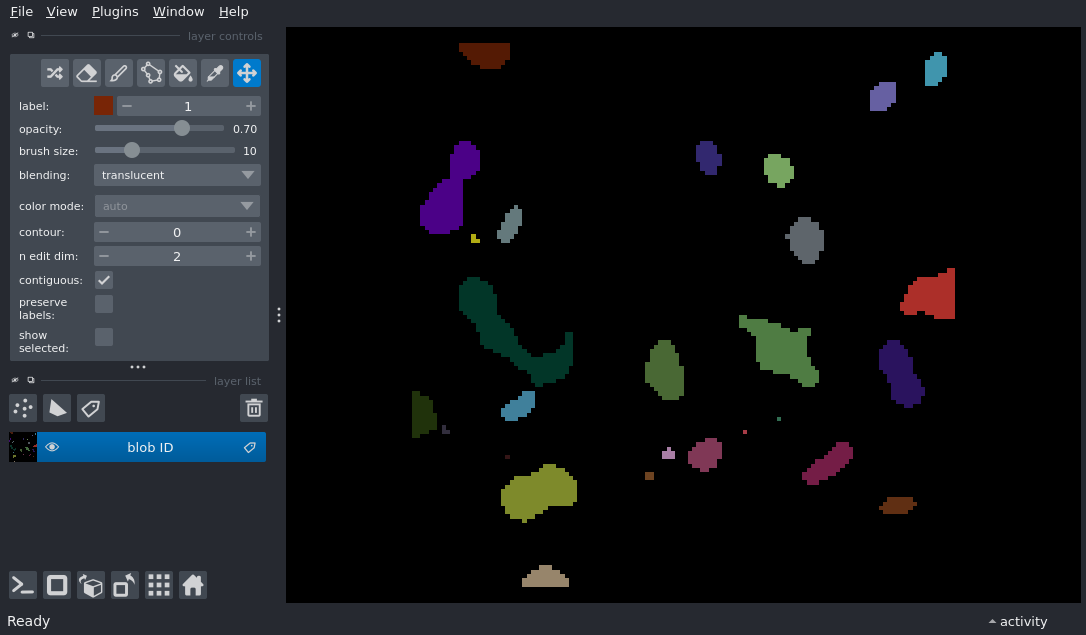 File View Plugins Window Help
layer controls
label: 1
opacity: 0.70
brush size: 10
blending: translucent
color mode: auto
contour: 0
n edit dim: 2
contiguous:
preserve
labels:
show
selected:
layer list
blob ID
Ready
activity